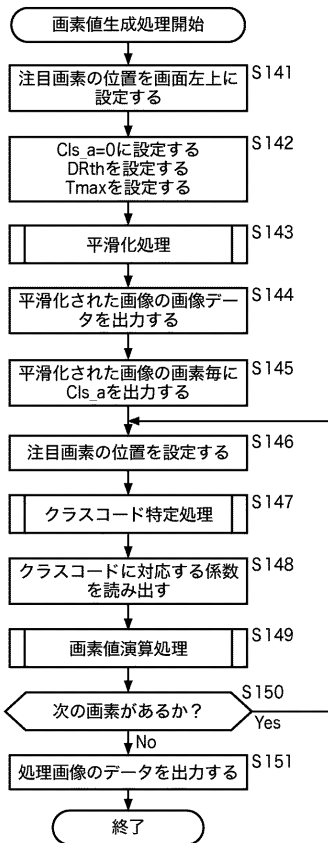 画素値生成処理開始
S141
注目画素の位置を画面左上に
設定する
S142
Cls_a=0に設定する
DRthを設定する
Tmaxを設定する
S143
平滑化処理
S144
平滑化された画像の画像デー
タを出力する
S145
平滑化された画像の画素毎に
Cls_aを出力する
S146
注目画素の位置を設定する
S147
クラスコード特定処理
S148
クラスコードに対応する係数
を読み出す
S149
画素値演算処理
S150
次の画素があるか？
Yes
No
S151
処理画像のデータを出力する
終了